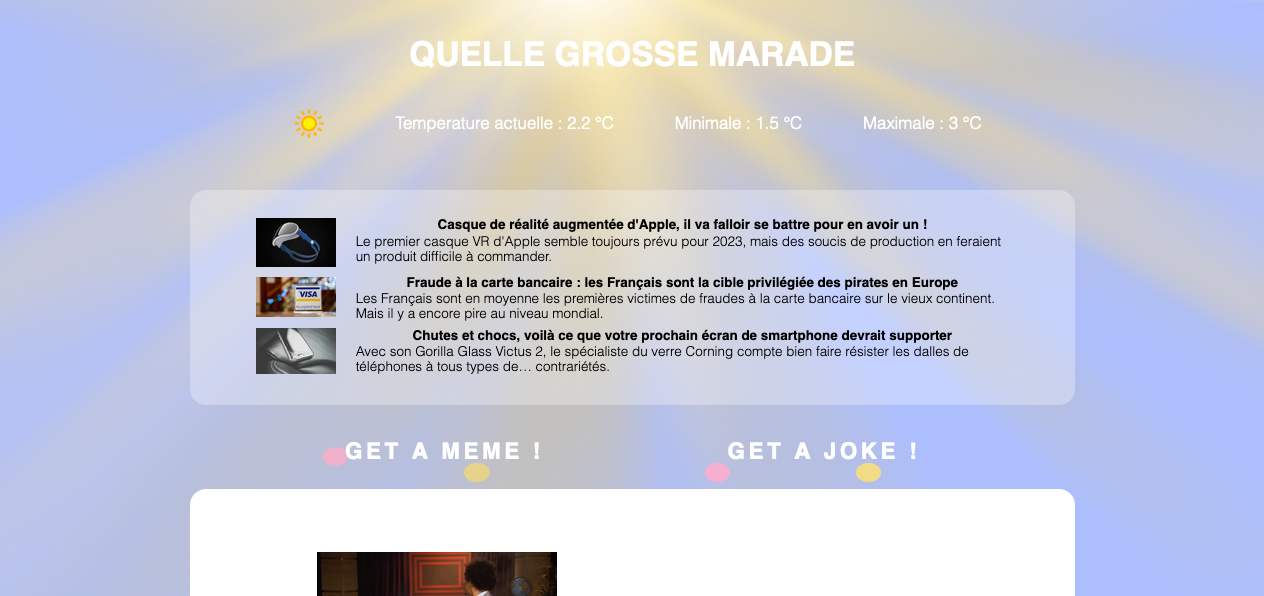 QUELLE GROSSE MARADE
Temperature actuelle : 2.2 °C Minimale : 1.5 °C Maximale : 3 °C
Casque de réalité augmentée d'Apple, il va falloir se battre pour en avoir un !
Le premier casque VR d'Apple semble toujours prévu pour 2023, mais des soucis de production en feraient
un produit difficile à commander.
VISA
Fraude à la carte bancaire : les Français sont la cible privilégiée des pirates en Europe
Les Français sont en moyenne les premières victimes de fraudes à la carte bancaire sur le vieux continent.
Mais il y a encore pire au niveau mondial.
Chutes et chocs, voilà ce que votre prochain écran de smartphone devrait supporter
Avec son Gorilla Glass Victus 2, le spécialiste du verre Corning compte bien faire résister les dalles de
téléphones à tous types de… contrariétés.
GET A MEME !
GET A JOKE !